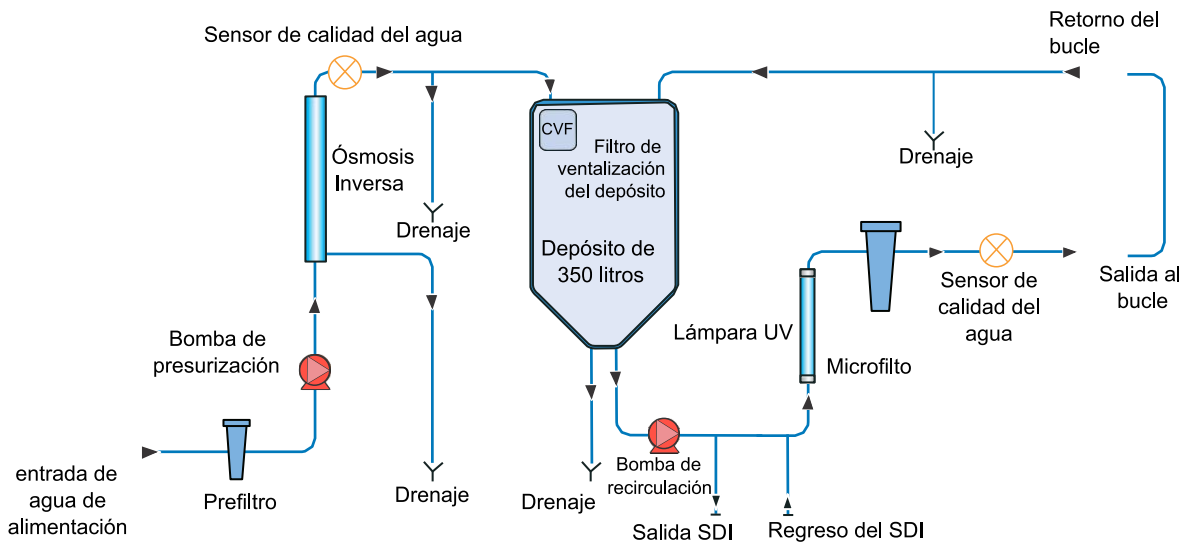 Sensor de calidad del agua
Retorno del
bucle
CVF
Filtro de
ventalización
del depósito
Ósmosis
Inversa
Drenaje
Drenaje
Depósito de
350 litros
Sensor de
calidad del
agua
Salida al
bucle
Lámpara UV
Microfilto
Bomba de
presurización
entrada de
agua de
alimentación
Prefiltro
Drenaje
Drenaje
Bomba de
recirculación
Salida SDI
Regreso del SDI